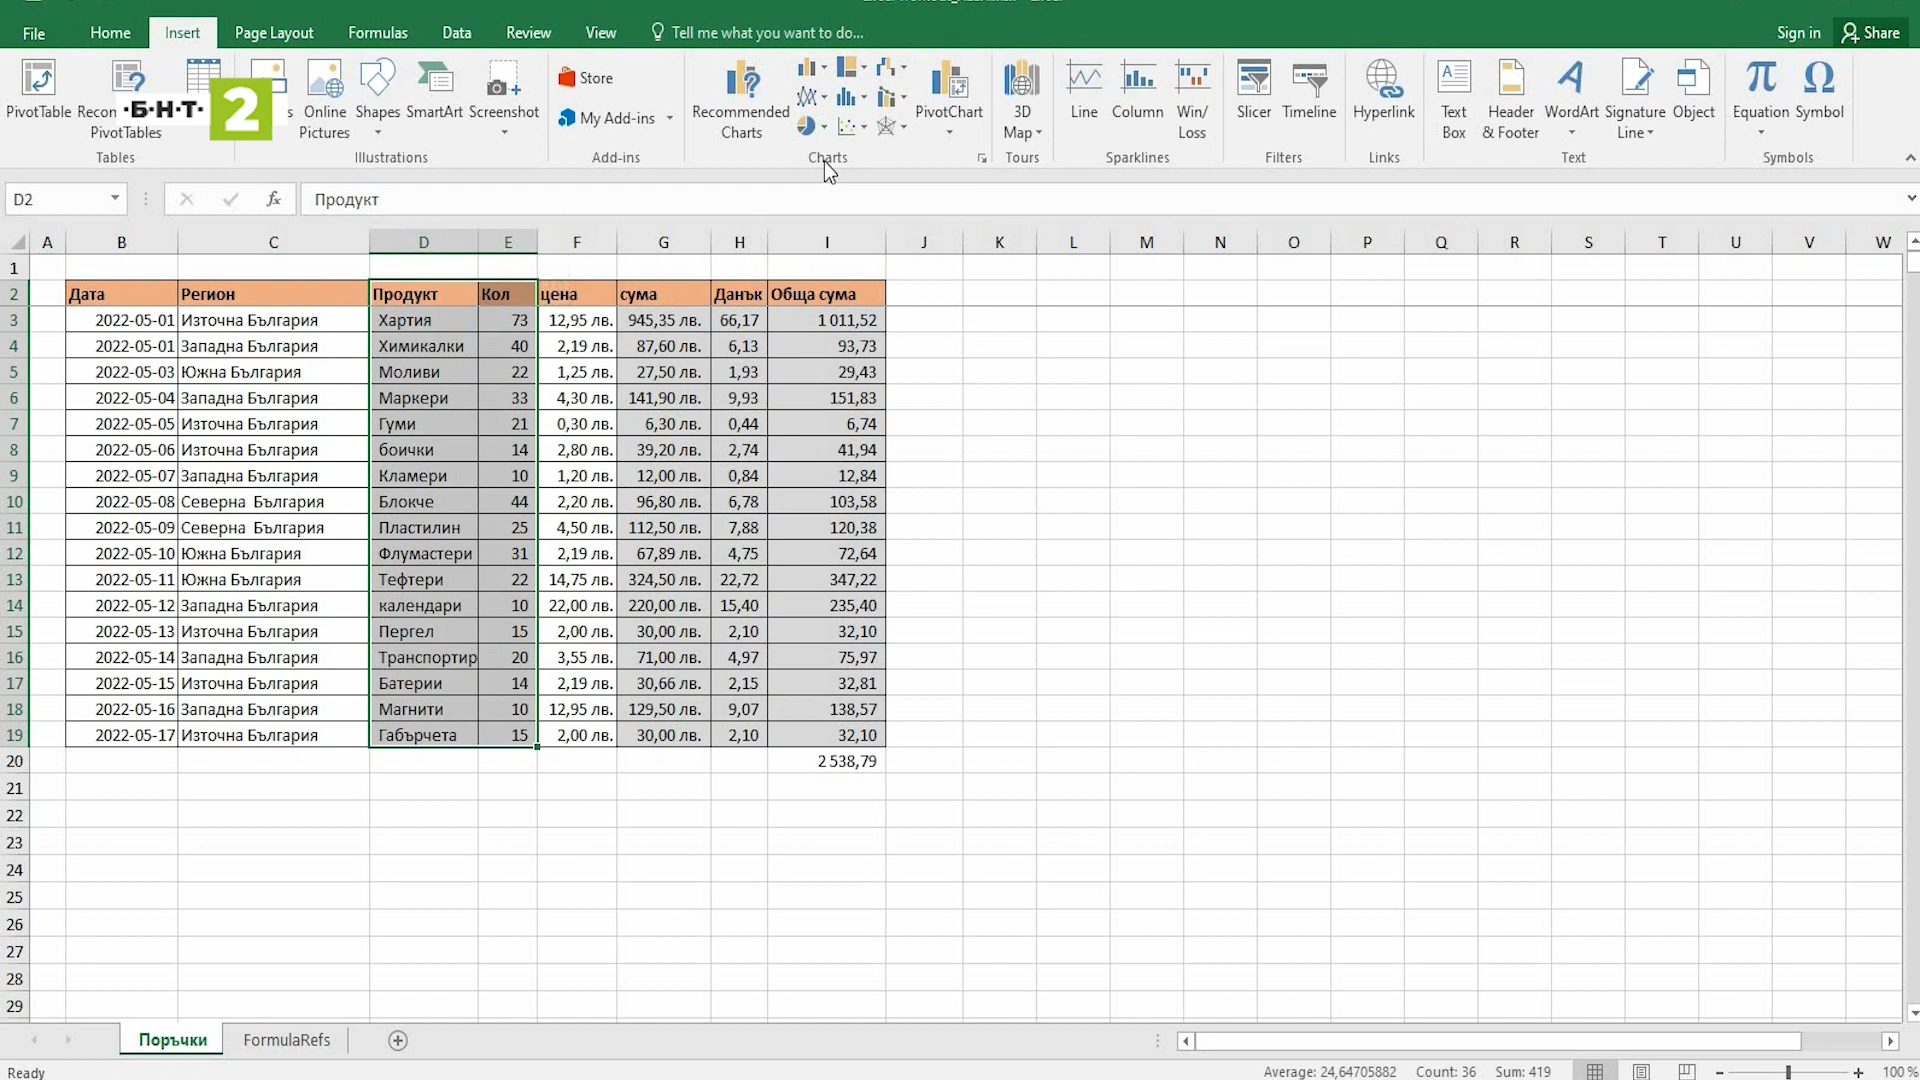 File Home Insert Page Layout Formulas Data Review View Tell me what you want to do... Sign in Share
PivotTable Recon PivotTables Online Pictures Shapes SmartArt Screenshot Store My Add-ins Recommended Charts PivotChart 3D Map Line Column Win/ Loss Slicer Timeline Hyperlink Text Box Header & Footer WordArt Signature Line Object Equation Symbol
·Б·Н·Т· 2
Tables Illustrations Add-ins Charts Tours Sparklines Filters Links Text Symbols
D2 fx Продукт
A B C D E F G H I J K L M N O P Q R S T U V W
1
2 Дата Регион Продукт Кол цена сума Данък Обща сума
3 2022-05-01 Източна България Хартия 73 12,95 лв. 945,35 лв. 66,17 1 011,52
4 2022-05-01 Западна България Химикалки 40 2,19 лв. 87,60 лв. 6,13 93,73
5 2022-05-03 Южна България Моливи 22 1,25 лв. 27,50 лв. 1,93 29,43
6 2022-05-04 Западна България Маркери 33 4,30 лв. 141,90 лв. 9,93 151,83
7 2022-05-05 Източна България Гуми 21 0,30 лв. 6,30 лв. 0,44 6,74
8 2022-05-06 Източна България боички 14 2,80 лв. 39,20 лв. 2,74 41,94
9 2022-05-07 Западна България Кламери 10 1,20 лв. 12,00 лв. 0,84 12,84
10 2022-05-08 Северна България Блокче 44 2,20 лв. 96,80 лв. 6,78 103,58
11 2022-05-09 Северна България Пластилин 25 4,50 лв. 112,50 лв. 7,88 120,38
12 2022-05-10 Южна България Флумастери 31 2,19 лв. 67,89 лв. 4,75 72,64
13 2022-05-11 Южна България Тефтери 22 14,75 лв. 324,50 лв. 22,72 347,22
14 2022-05-12 Западна България календари 10 22,00 лв. 220,00 лв. 15,40 235,40
15 2022-05-13 Източна България Пергел 15 2,00 лв. 30,00 лв. 2,10 32,10
16 2022-05-14 Западна България Транспортир 20 3,55 лв. 71,00 лв. 4,97 75,97
17 2022-05-15 Източна България Батерии 14 2,19 лв. 30,66 лв. 2,15 32,81
18 2022-05-16 Западна България Магнити 10 12,95 лв. 129,50 лв. 9,07 138,57
19 2022-05-17 Източна България Габърчета 15 2,00 лв. 30,00 лв. 2,10 32,10
20 2 538,79
21
22
23
24
25
26
27
28
29
Поръчки FormulaRefs
Ready Average: 24,64705882 Count: 36 Sum: 419 100 %